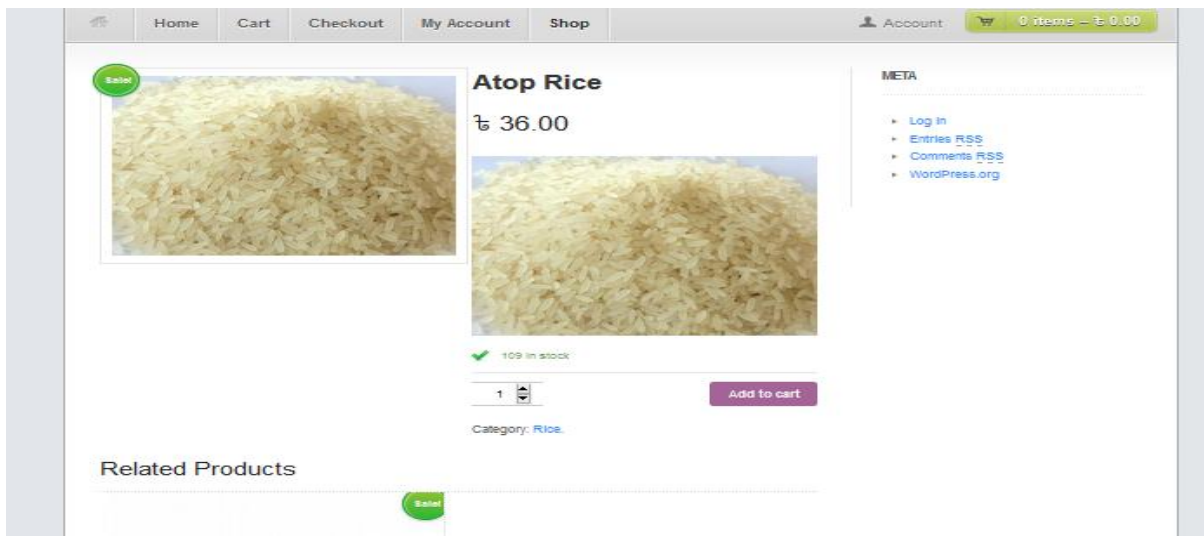 Home Cart Checkout My Account Shop Account 0 items – ৳ 0.00
Sale!
Atop Rice
৳ 36.00
109 in stock
1 Add to cart
Category: Rice.
META
Log in
Entries RSS
Comments RSS
WordPress.org
Related Products
Sale!